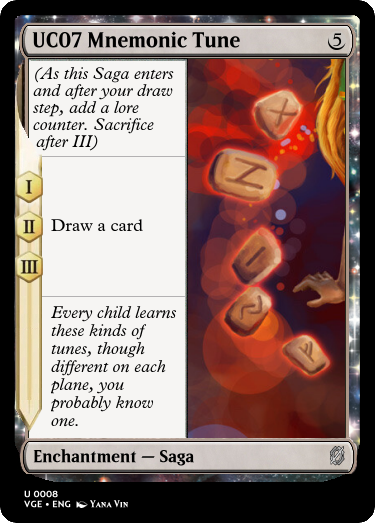 UC07 Mnemonic Tune 5
(As this Saga enters
and after your draw
step, add a lore
counter. Sacrifice
after III)
I
II
III
Draw a card
Every child learns
these kinds of
tunes, though
different on each
plane, you
probably know
one.
Enchantment — Saga
U 0008
VGE • ENG Yana Vin